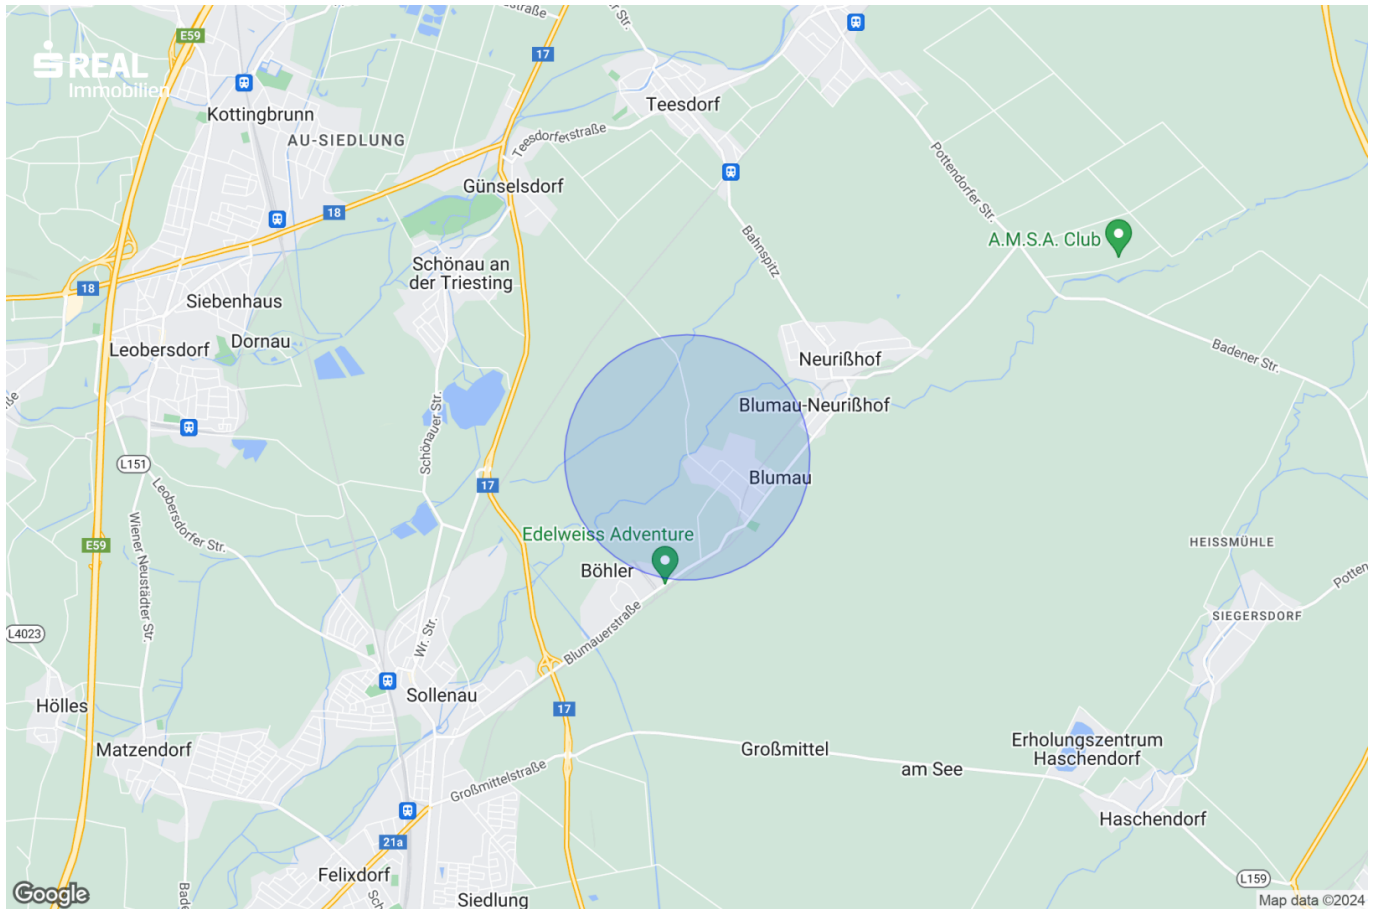 E59
REAL
Immobilien
Kottingbrunn
AU-SIEDLUNG
17
Teesdorf
Teesdorferstraße
Günselsdorf
18
Pottendorfer Str.
A.M.S.A. Club
Bahnspitz
Schönau an
der Triesting
18
Siebenhaus
Dornau
Leobersdorf
Neurißhof
Badener Str.
Blumau-Neurißhof
Schönauer Str.
L151
Blumau
17
Leobersdorfer Str.
Wiener Neustädter Str.
Edelweiss Adventure
E59
HEISSMÜHLE
Böhler
SIEGERSDORF
L4023
Wr. Str.
Blumauerstraße
Sollenau
Hölles
17
Matzendorf
Großmittel
am See
Erholungszentrum
Haschendorf
Großmittelstraße
Haschendorf
21a
Felixdorf
L159
Siedlung
Google
Map data ©2024